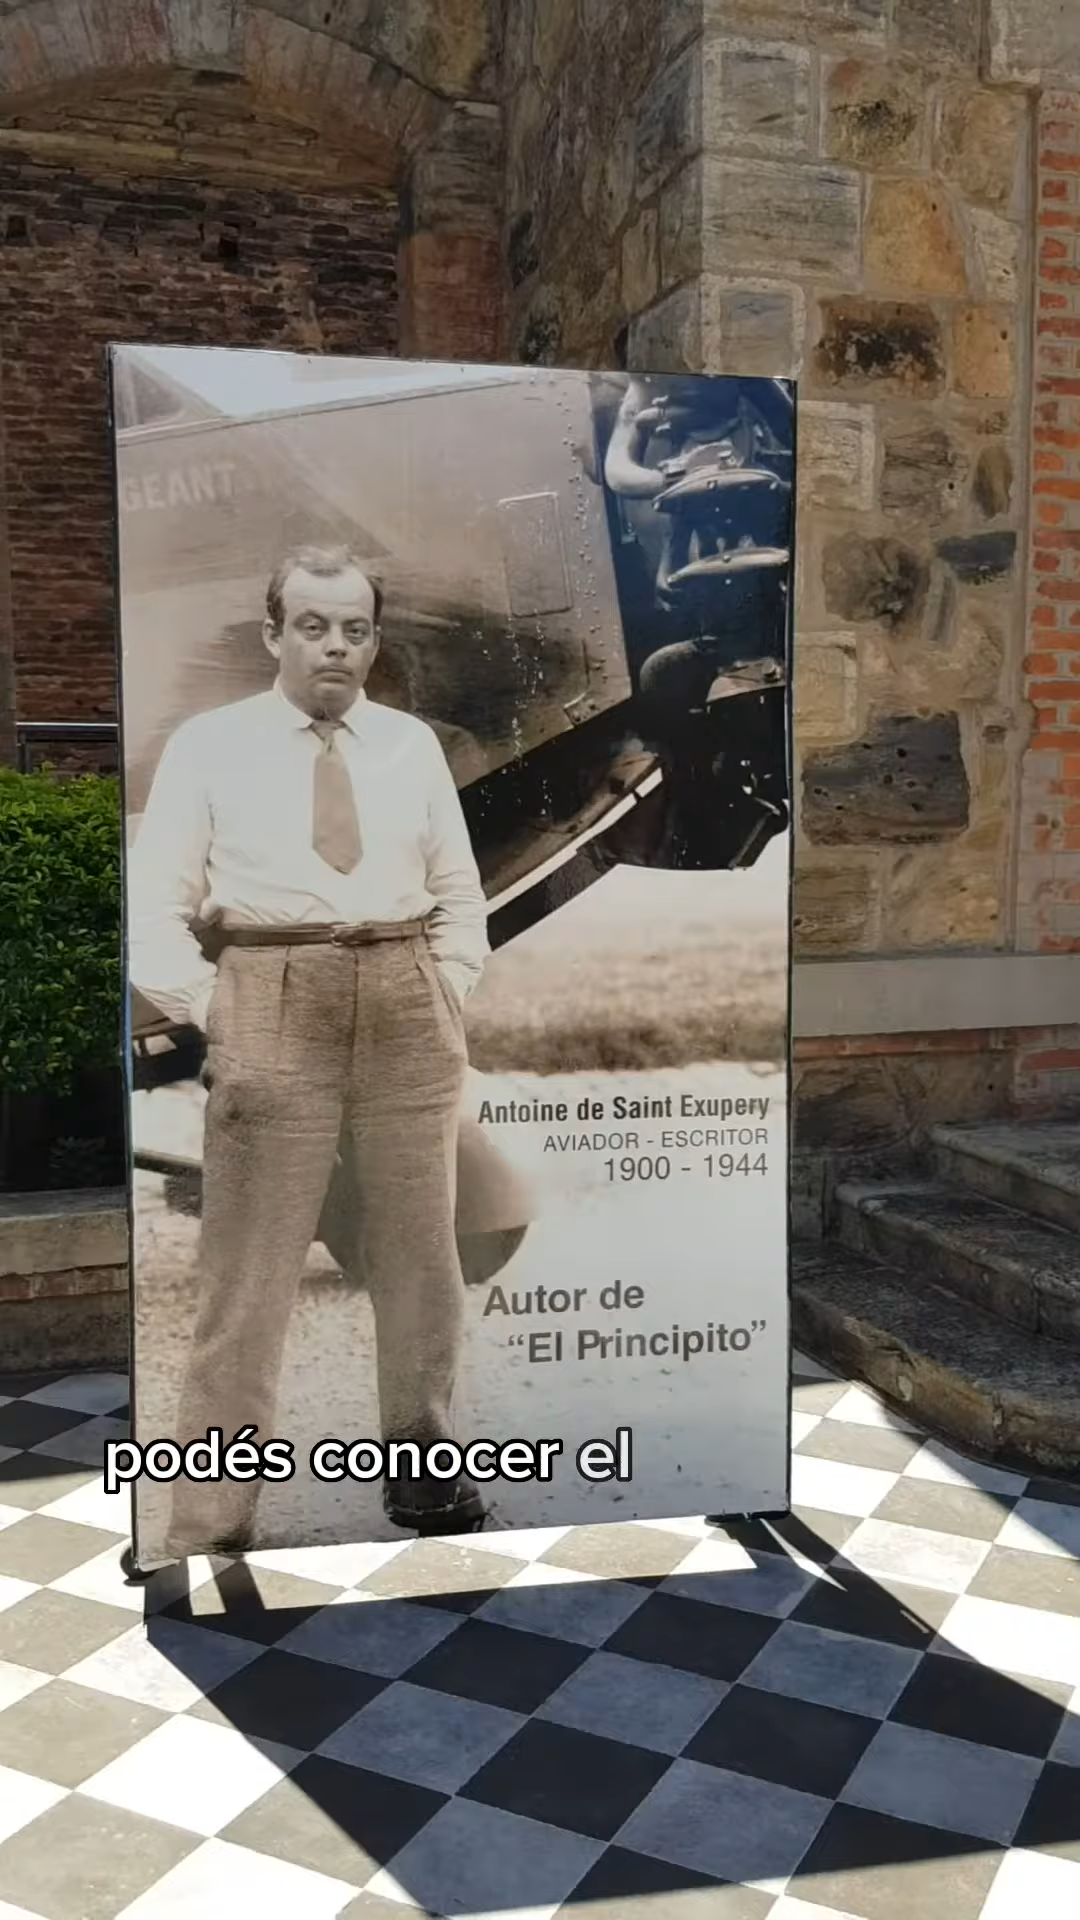 GEANT
Antoine de Saint Exupery
AVIADOR - ESCRITOR
1900 - 1944
Autor de
“El Principito”
podés conocer el